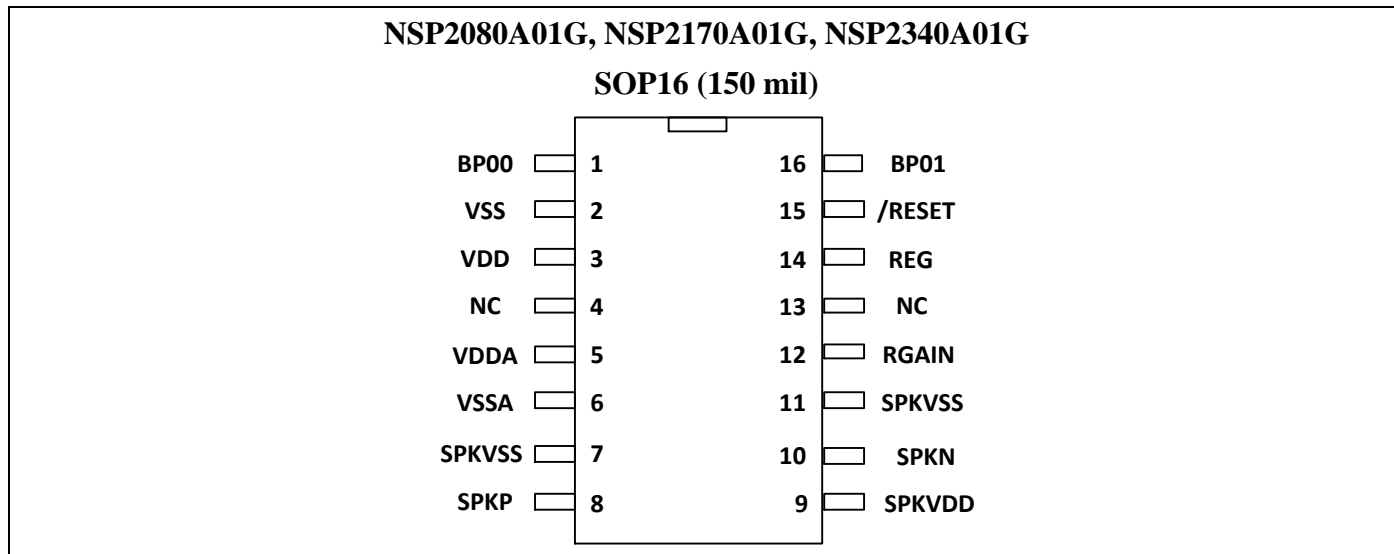 NSP2080A01G, NSP2170A01G, NSP2340A01G
SOP16 (150 mil)
BP00 1 16 BP01
VSS 2 15 /RESET
VDD 3 14 REG
NC 4 13 NC
VDDA 5 12 RGAIN
VSSA 6 11 SPKVSS
SPKVSS 7 10 SPKN
SPKP 8 9 SPKVDD